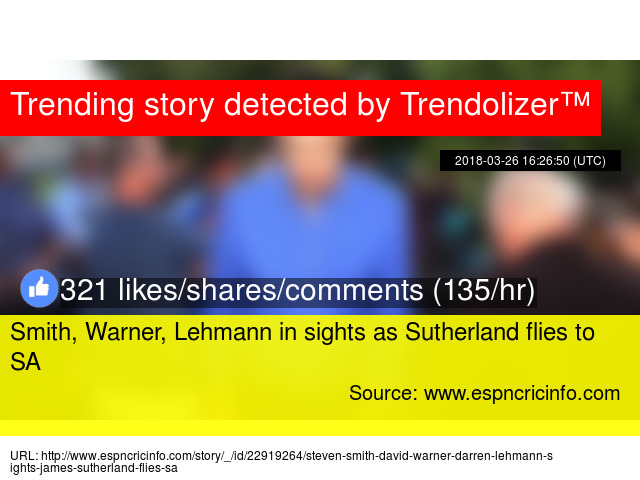 Trending story detected by Trendolizer™
2018-03-26 16:26:50 (UTC)
321 likes/shares/comments (135/hr)
Smith, Warner, Lehmann in sights as Sutherland flies to
SA
Source: www.espncricinfo.com
URL: http://www.espncricinfo.com/story/_/id/22919264/steven-smith-david-warner-darren-lehmann-s
ights-james-sutherland-flies-sa